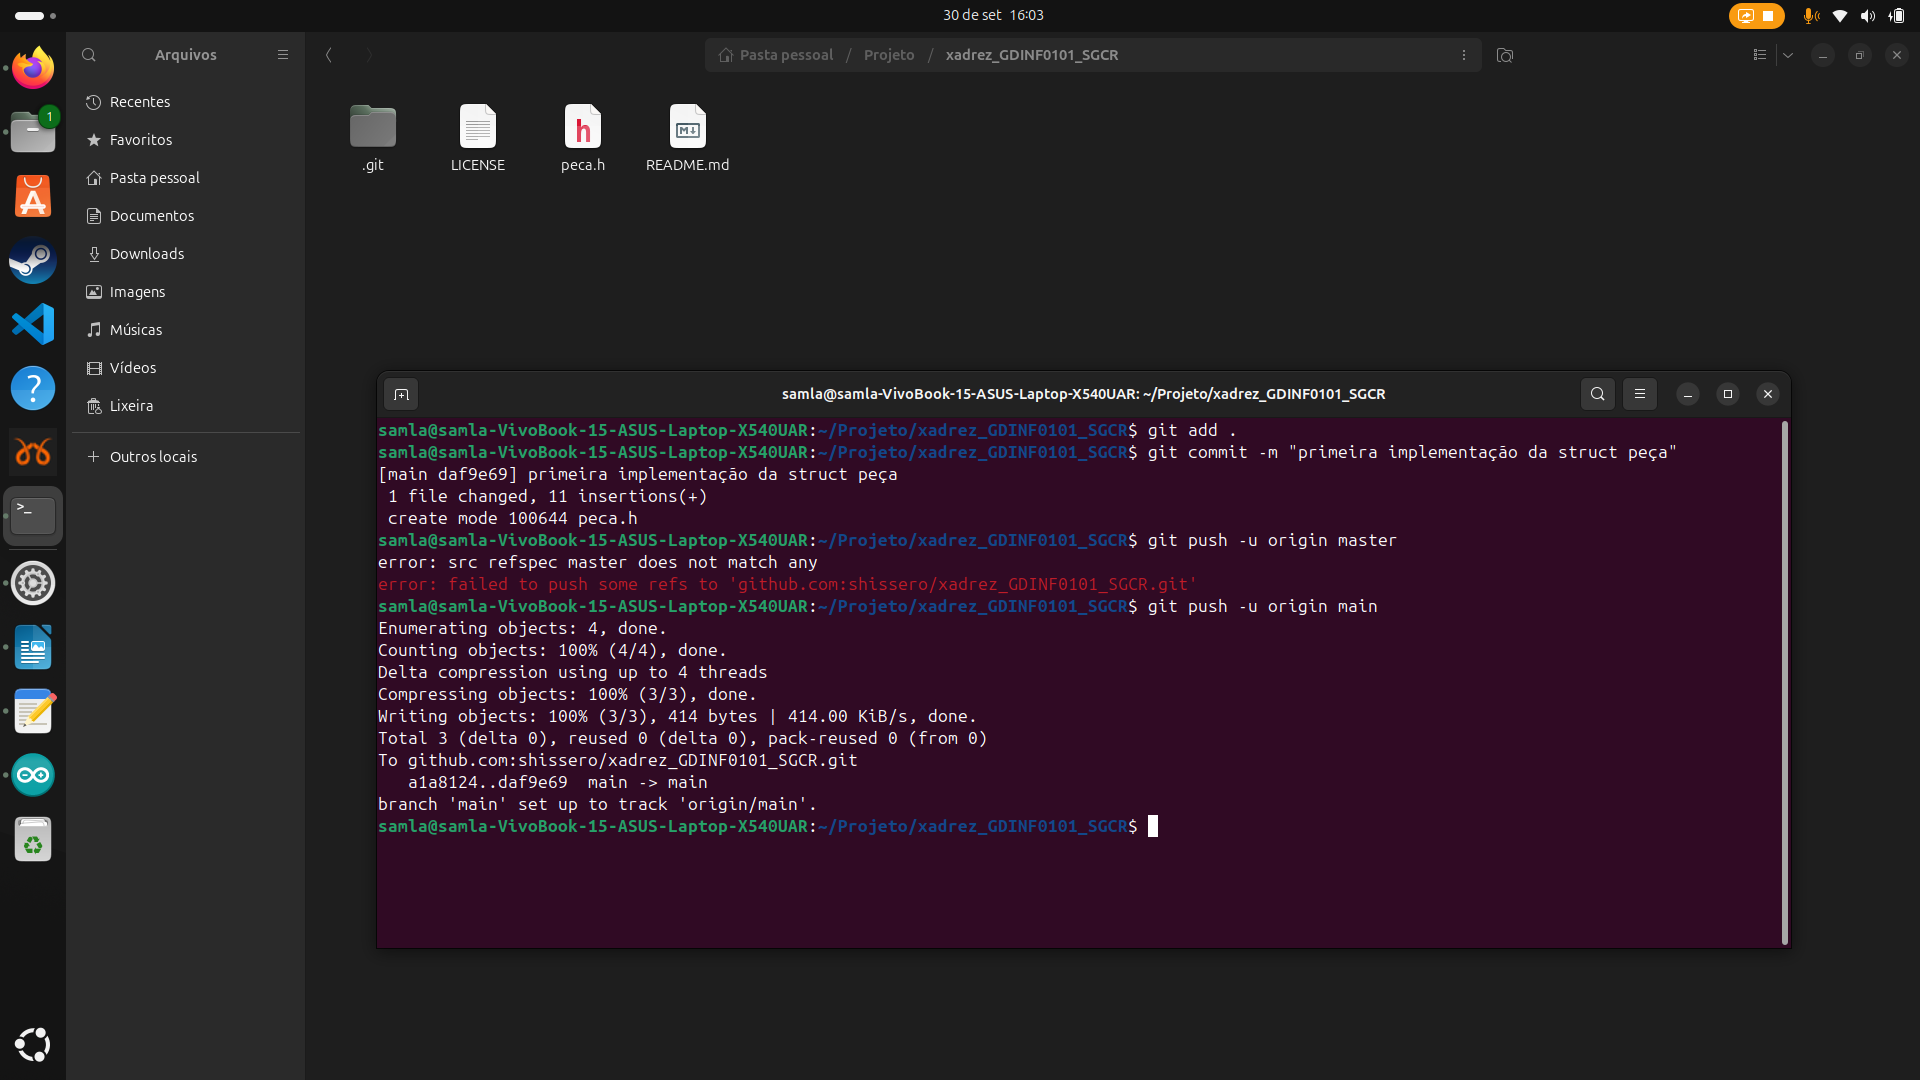 30 de set 16:03
Arquivos
Pasta pessoal / Projeto / xadrez_GDINF0101_SGCR
1
Recentes
Favoritos
Pasta pessoal
Documentos
Downloads
Imagens
Músicas
Vídeos
Lixeira
Outros locais
.git
LICENSE
h
peca.h
M
README.md
samla@samla-VivoBook-15-ASUS-Laptop-X540UAR: ~/Projeto/xadrez_GDINF0101_SGCR
samla@samla-VivoBook-15-ASUS-Laptop-X540UAR:~/Projeto/xadrez_GDINF0101_SGCR$ git add .
samla@samla-VivoBook-15-ASUS-Laptop-X540UAR:~/Projeto/xadrez_GDINF0101_SGCR$ git commit -m "primeira implementação da struct peça"
[main daf9e69] primeira implementação da struct peça
 1 file changed, 11 insertions(+)
 create mode 100644 peca.h
samla@samla-VivoBook-15-ASUS-Laptop-X540UAR:~/Projeto/xadrez_GDINF0101_SGCR$ git push -u origin master
error: src refspec master does not match any
error: failed to push some refs to 'github.com:shissero/xadrez_GDINF0101_SGCR.git'
samla@samla-VivoBook-15-ASUS-Laptop-X540UAR:~/Projeto/xadrez_GDINF0101_SGCR$ git push -u origin main
Enumerating objects: 4, done.
Counting objects: 100% (4/4), done.
Delta compression using up to 4 threads
Compressing objects: 100% (3/3), done.
Writing objects: 100% (3/3), 414 bytes | 414.00 KiB/s, done.
Total 3 (delta 0), reused 0 (delta 0), pack-reused 0 (from 0)
To github.com:shissero/xadrez_GDINF0101_SGCR.git
   a1a8124..daf9e69  main -> main
branch 'main' set up to track 'origin/main'.
samla@samla-VivoBook-15-ASUS-Laptop-X540UAR:~/Projeto/xadrez_GDINF0101_SGCR$